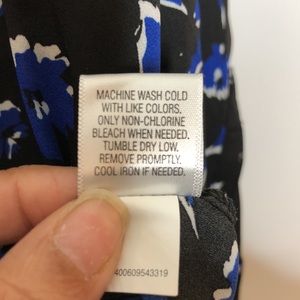 MACHINE WASH COLD
WITH LIKE COLORS.
ONLY NON-CHLORINE
BLEACH WHEN NEEDED.
TUMBLE DRY LOW.
REMOVE PROMPTLY.
COOL IRON IF NEEDED.
400609543319